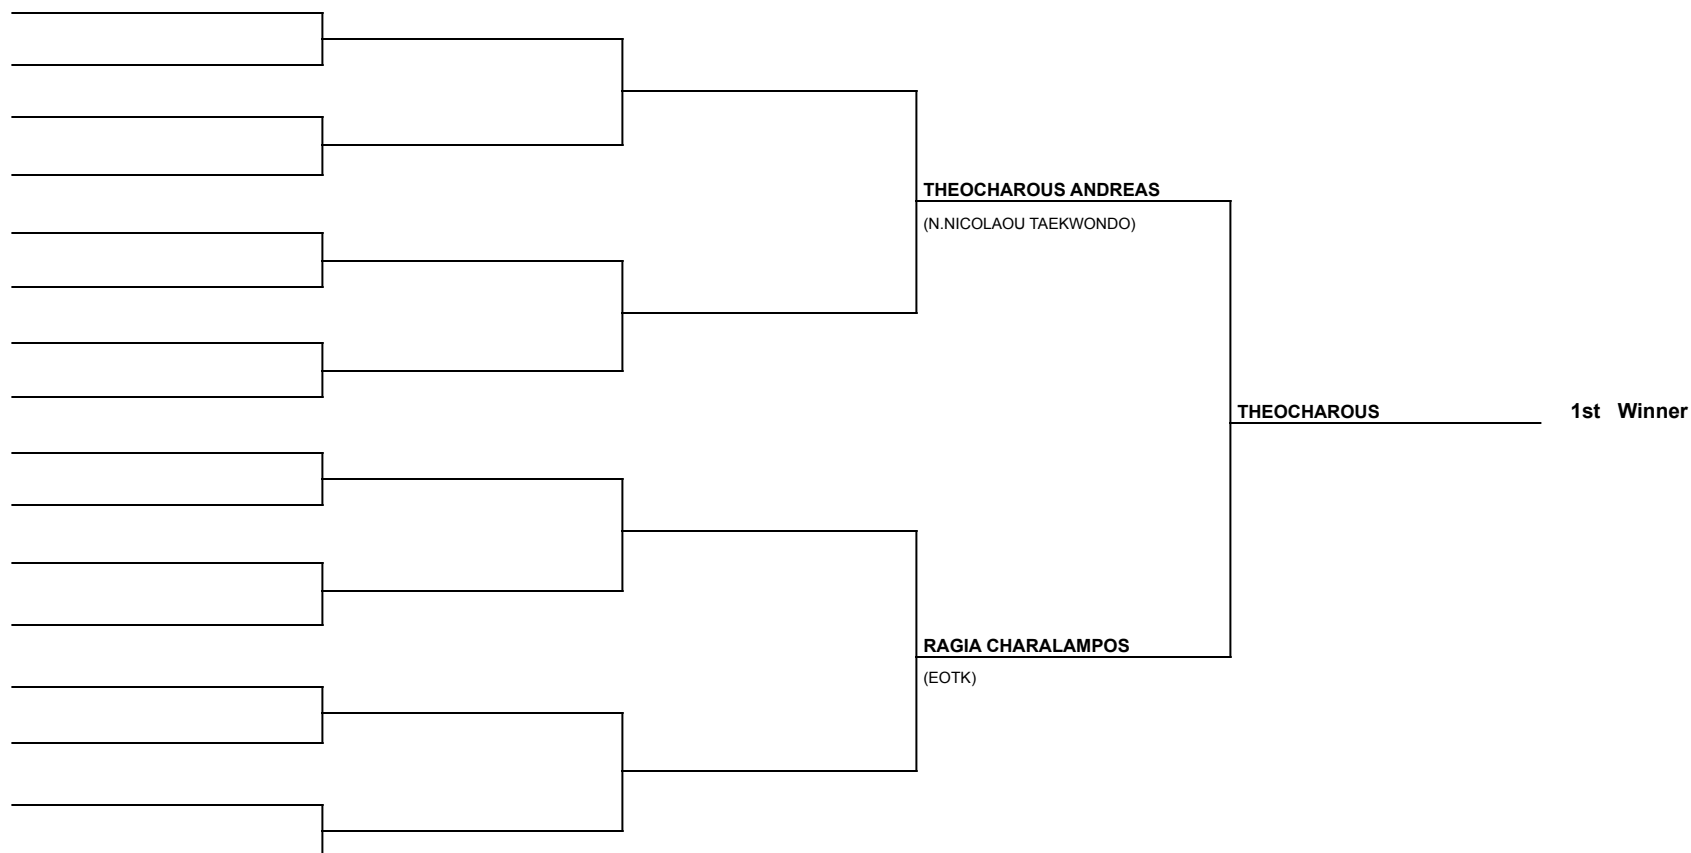 THEOCHAROUS ANDREAS
(N.NICOLAOU TAEKWONDO)
THEOCHAROUS
1st Winner
RAGIA CHARALAMPOS
(EOTK)